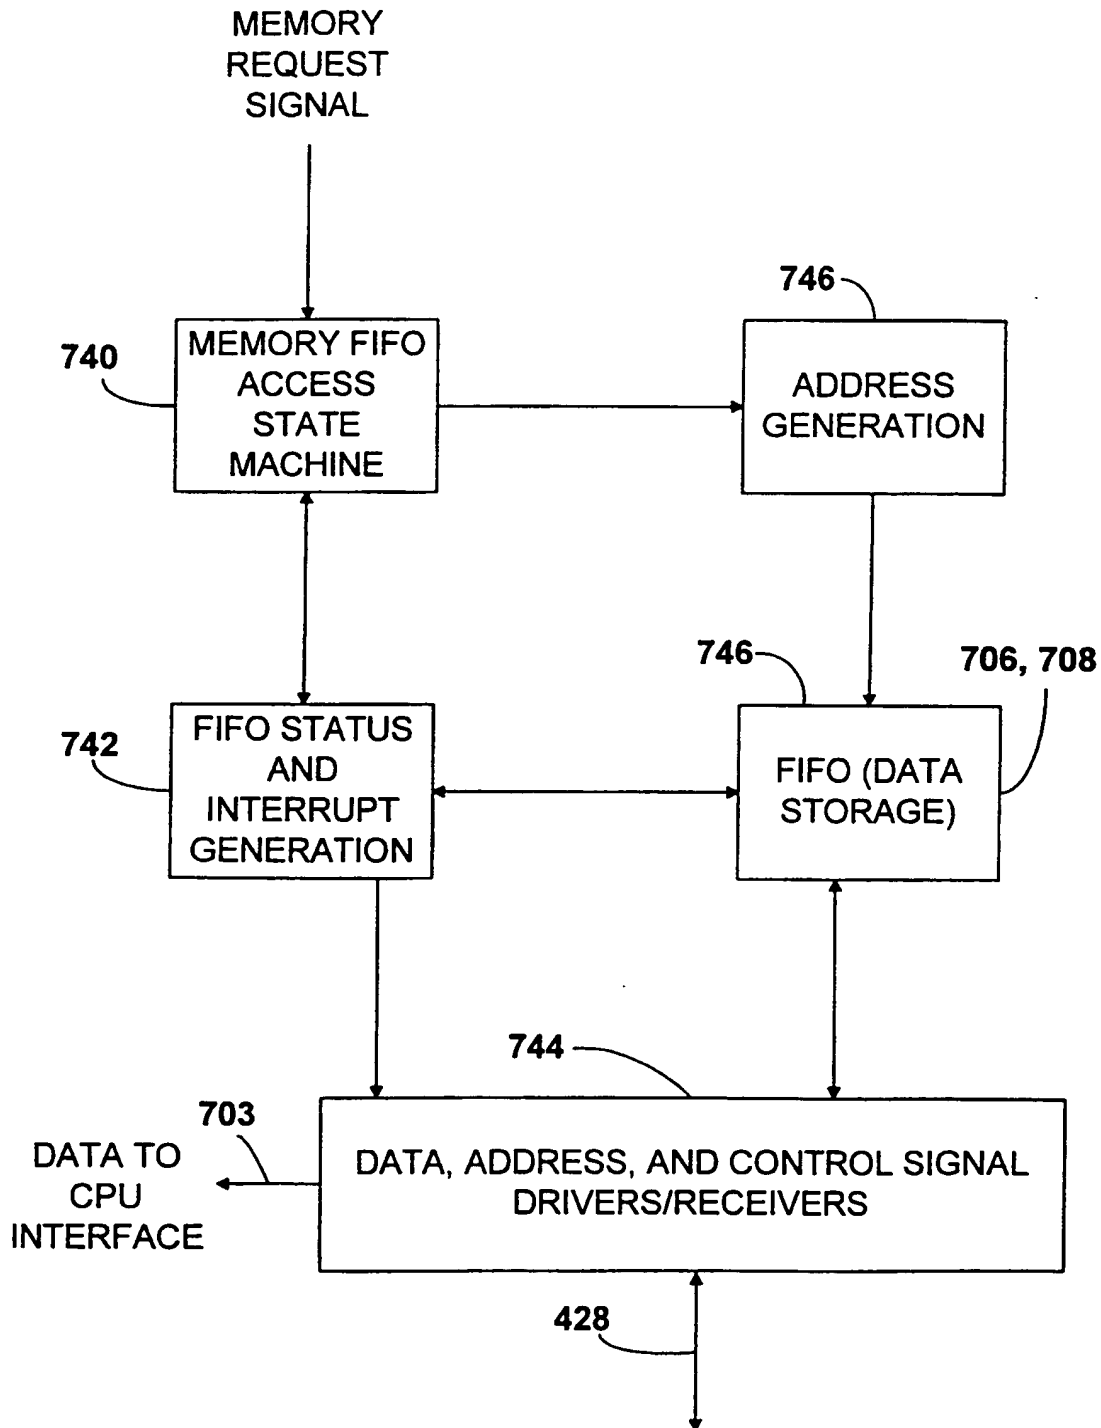 MEMORY
REQUEST
SIGNAL
746
740
MEMORY FIFO
ACCESS
STATE
MACHINE
ADDRESS
GENERATION
746
706, 708
742
FIFO STATUS
AND
INTERRUPT
GENERATION
FIFO (DATA
STORAGE)
744
703
DATA TO
CPU
INTERFACE
DATA, ADDRESS, AND CONTROL SIGNAL
DRIVERS/RECEIVERS
428